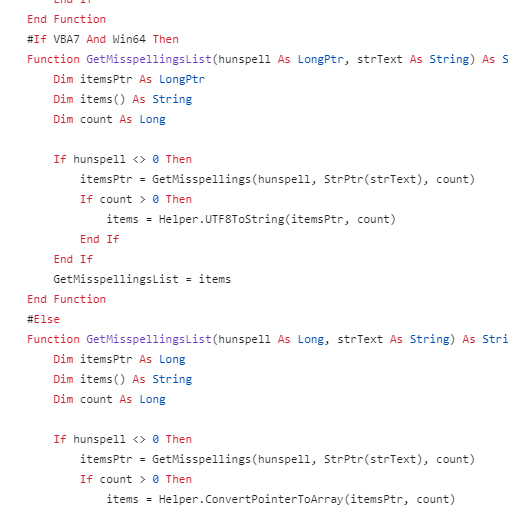 End If
End Function
#If VBA7 And Win64 Then
Function GetMisspellingsList(hunspell As LongPtr, strText As String) As S
    Dim itemsPtr As LongPtr
    Dim items() As String
    Dim count As Long
    If hunspell <> 0 Then
        itemsPtr = GetMisspellings(hunspell, StrPtr(strText), count)
        If count > 0 Then
            items = Helper.UTF8ToString(itemsPtr, count)
        End If
    End If
    GetMisspellingsList = items
End Function
#Else
Function GetMisspellingsList(hunspell As Long, strText As String) As Stri
    Dim itemsPtr As Long
    Dim items() As String
    Dim count As Long
    If hunspell <> 0 Then
        itemsPtr = GetMisspellings(hunspell, StrPtr(strText), count)
        If count > 0 Then
            items = Helper.ConvertPointerToArray(itemsPtr, count)